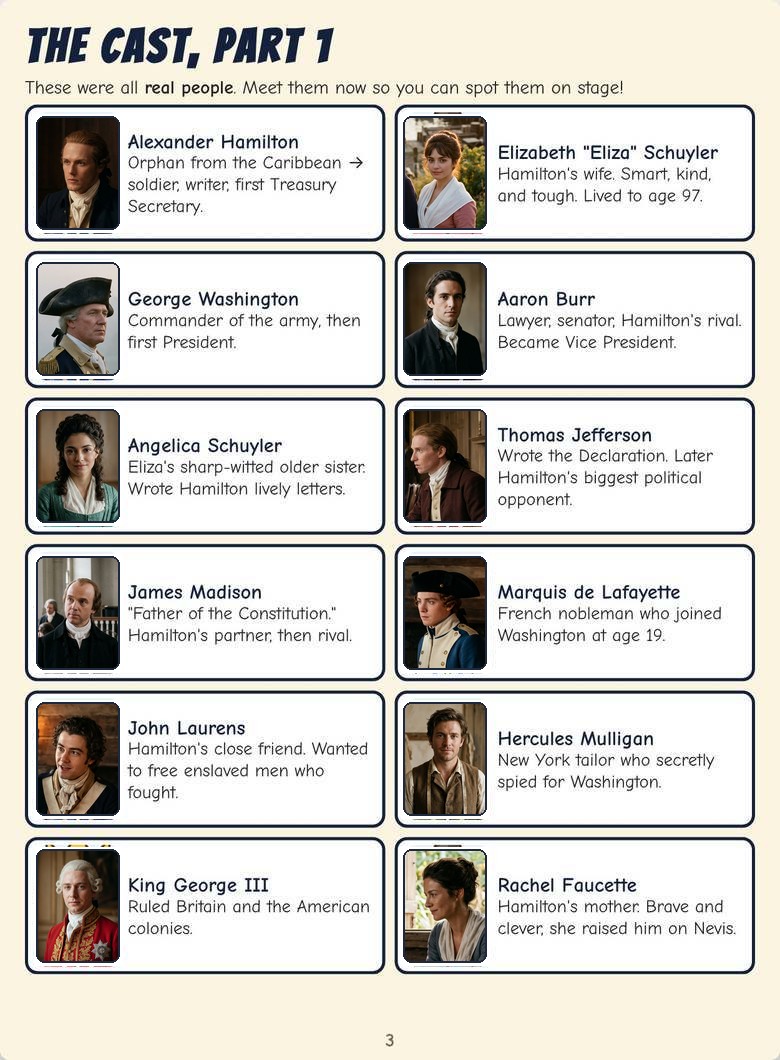 THE CAST, PART 1
These were all real people. Meet them now so you can spot them on stage!
Alexander Hamilton
Orphan from the Caribbean →
soldier, writer, first Treasury
Secretary.
Elizabeth "Eliza" Schuyler
Hamilton's wife. Smart, kind,
and tough. Lived to age 97.
George Washington
Commander of the army, then
first President.
Aaron Burr
Lawyer, senator, Hamilton's rival.
Became Vice President.
Angelica Schuyler
Eliza's sharp-witted older sister.
Wrote Hamilton lively letters.
Thomas Jefferson
Wrote the Declaration. Later
Hamilton's biggest political
opponent.
James Madison
"Father of the Constitution."
Hamilton's partner, then rival.
Marquis de Lafayette
French nobleman who joined
Washington at age 19.
John Laurens
Hamilton's close friend. Wanted
to free enslaved men who
fought.
Hercules Mulligan
New York tailor who secretly
spied for Washington.
King George III
Ruled Britain and the American
colonies.
Rachel Faucette
Hamilton's mother. Brave and
clever, she raised him on Nevis.
3